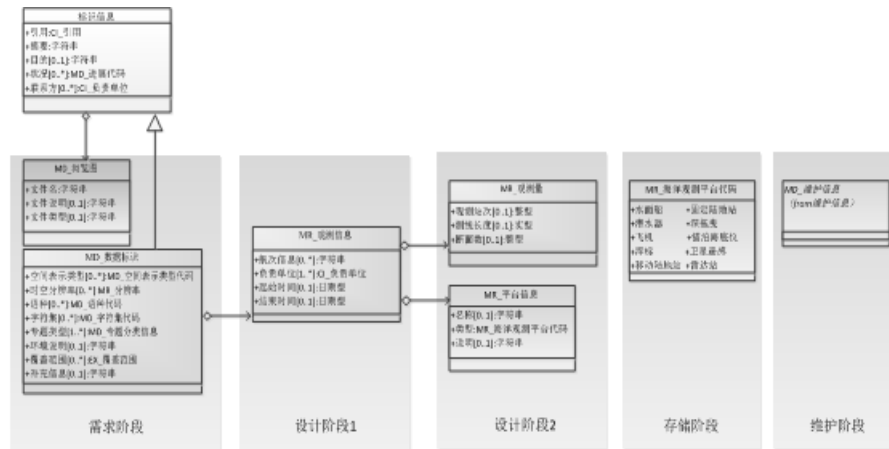 标识信息
+引用:CI_引用
+摘要:字符串
+目的[0..1]:字符串
+状况[0..*]:MD_进展代码
+联系方[0..*]:CI_负责单位
MD_浏览图
+文件名:字符串
+文件说明[0..1]:字符串
+文件类型[0..1]:字符串
MD_数据标识
+空间表示类型[0..*]:MD_空间表示类型代码
+时空分辨率[0..*]:MR_分辨率
+语种[0..*]:MD_语种代码
+字符集[0..*]:MD_字符集代码
+专题类型[1..*]:MD_专题分类信息
+环境说明[0..1]:字符串
+覆盖范围[0..*]:EX_覆盖范围
+补充信息[0..1]:字符串
需求阶段
MR_观测信息
+航次信息[0..*]:字符串
+负责单位[1..*]:CI_负责单位
+起始时间[0..1]:日期型
+结束时间[0..1]:日期型
设计阶段1
MR_观测量
+观测站次[0..1]:整型
+测线长度[0..1]:实型
+断面数[0..1]:整型
MR_平台信息
+名称[0..1]:字符串
+类型:MR_海洋观测平台代码
+说明[0..1]:字符串
设计阶段2
MR_海洋观测平台代码
+水面船
+潜水器
+飞机
+浮标
+移动陆地站
+卫星遥感
+雷达站
存储阶段
MD_维护信息
(from维护信息)
维护阶段